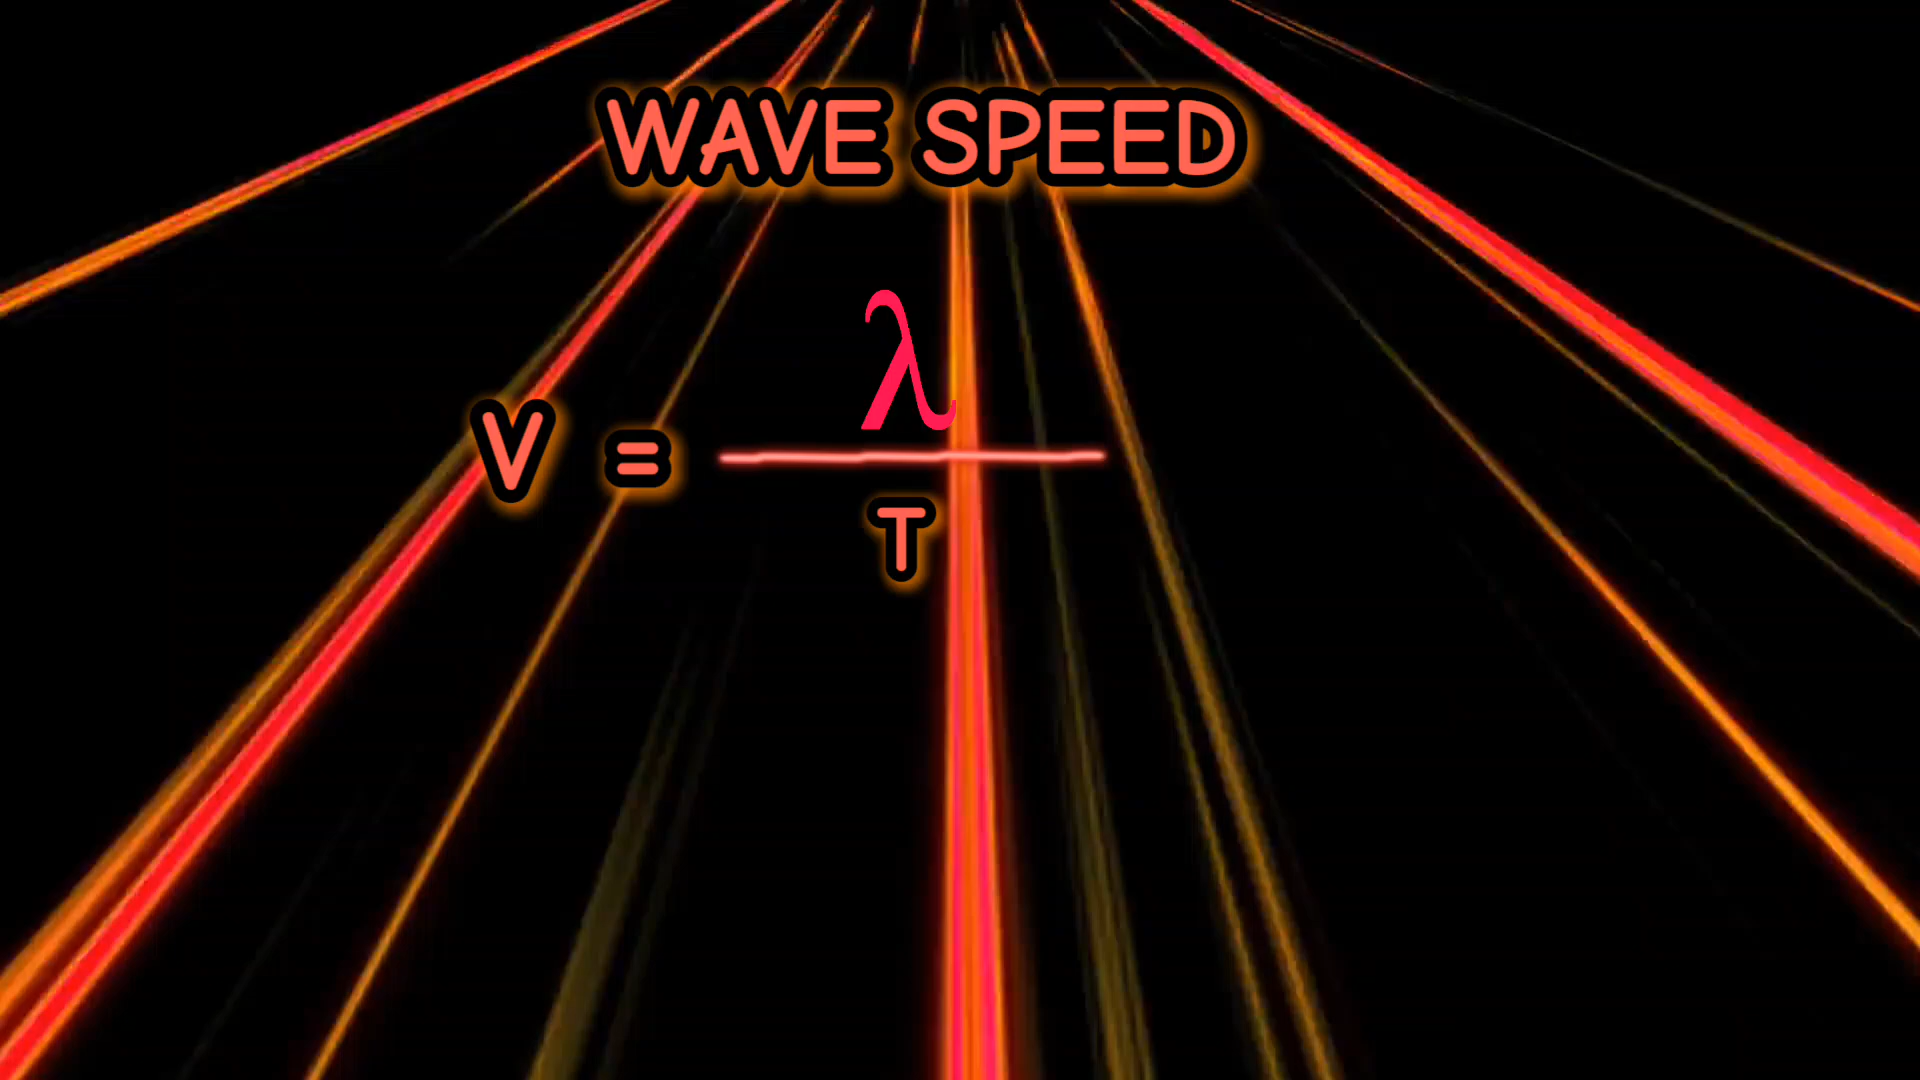 WAVE SPEED
λ
V =
T